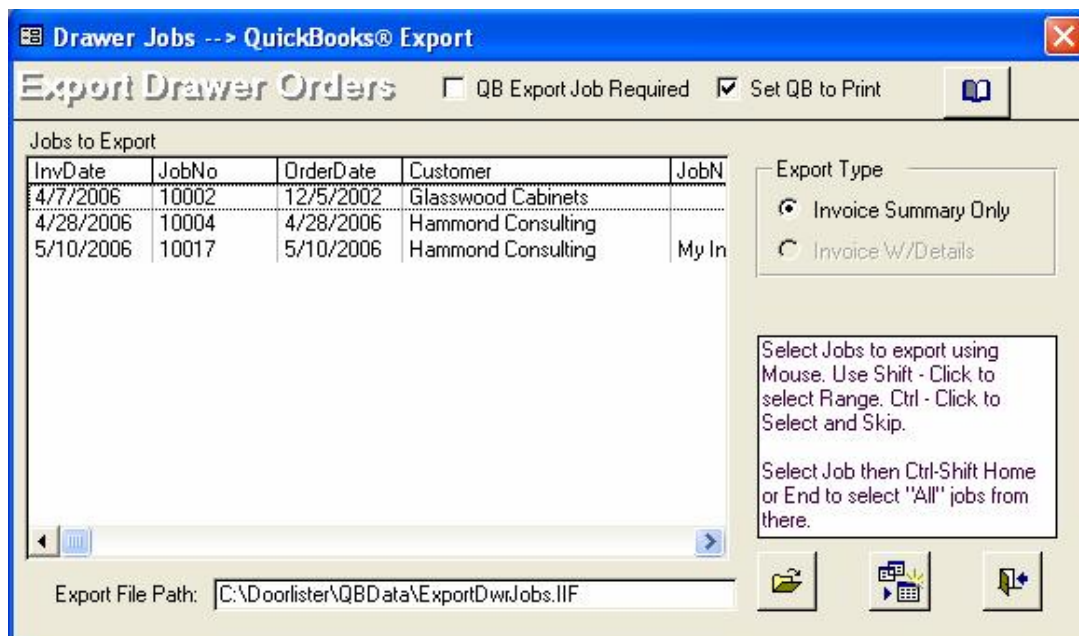 Drawer Jobs --> QuickBooks® Export
Export Drawer Orders
QB Export Job Required
Set QB to Print
Jobs to Export
InvDate JobNo OrderDate Customer JobN
4/7/2006 10002 12/5/2002 Glasswood Cabinets
4/28/2006 10004 4/28/2006 Hammond Consulting
5/10/2006 10017 5/10/2006 Hammond Consulting My In
Export Type
Invoice Summary Only
Invoice W/Details
Select Jobs to export using
Mouse. Use Shift - Click to
select Range. Ctrl - Click to
Select and Skip.
Select Job then Ctrl-Shift Home
or End to select "All" jobs from
there.
Export File Path: C:\Doorlister\QBData\ExportDwrJobs.IIF